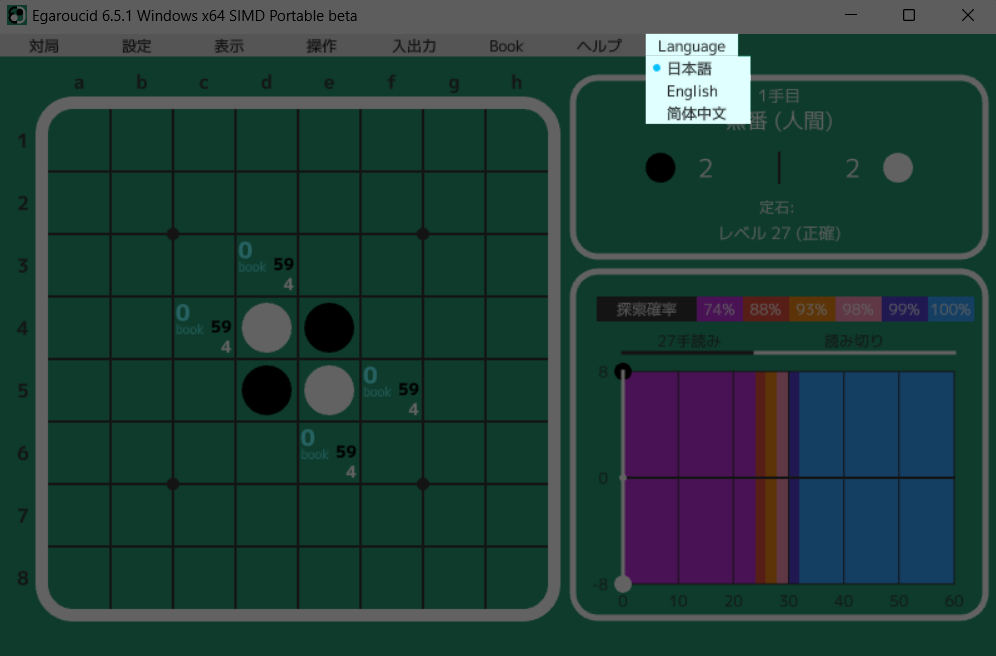 Egaroucid 6.5.1 Windows x64 SIMD Portable beta
対局 設定 表示 操作 入出力 Book ヘルプ Language
日本語
English
简体中文
a b c d e f g h
1
2
3
4
5
6
7
8
0
book 59
4
0
book 59
4
0
book 59
4
0
book 59
4
1手目
黒番 (人間)
2 2
定石:
レベル 27 (正確)
探索確率 74% 88% 93% 98% 99% 100%
27手読み 読み切り
8
0
-8
0 10 20 30 40 50 60